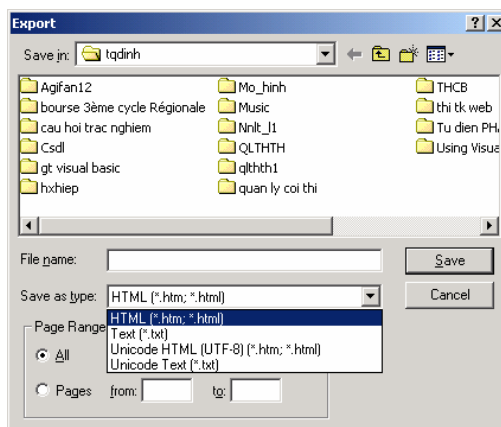 Export
Save in: tqdinh
Agifan12
bourse 3ème cycle Régionale
cau hoi trac nghiem
Csdl
gt visual basic
hxhiep
Mo_hinh
Music
Nnlt_l1
QLTHTH
qlthth1
quan ly coi thi
THCB
thi tk web
Tu dien PH
Using Visua
File name:
Save
Save as type: HTML (*.htm; *.html)
Cancel
HTML (*.htm; *.html)
Text (*.txt)
Unicode HTML (UTF-8) (*.htm; *.html)
Unicode Text (*.txt)
Page Range
All
Pages from: to: